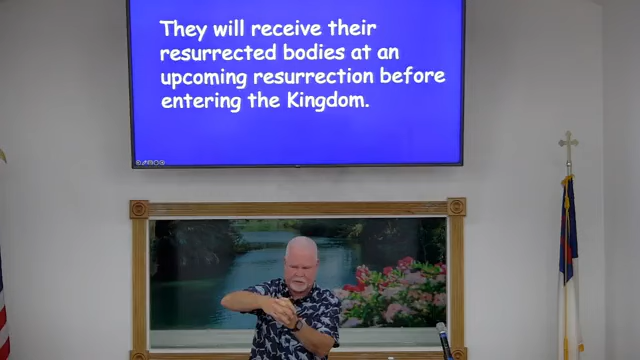 They will receive their
resurrected bodies at an
upcoming resurrection before
entering the Kingdom.